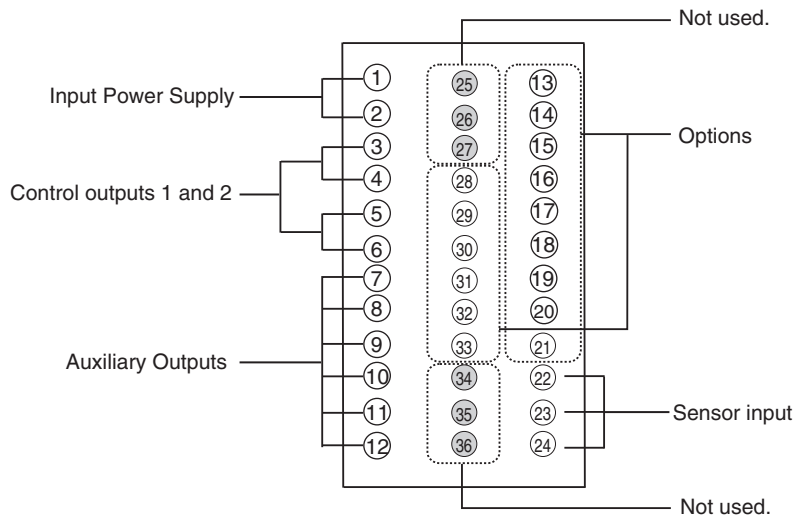 Not used.
1 25 13
Input Power Supply
2 26 14
3 27 15
Options
4 28 16
Control outputs 1 and 2
5 29 17
6 30 18
7 31 19
8 32 20
9 33 21
Auxiliary Outputs
10 34 22
11 35 23
Sensor input
12 36 24
Not used.